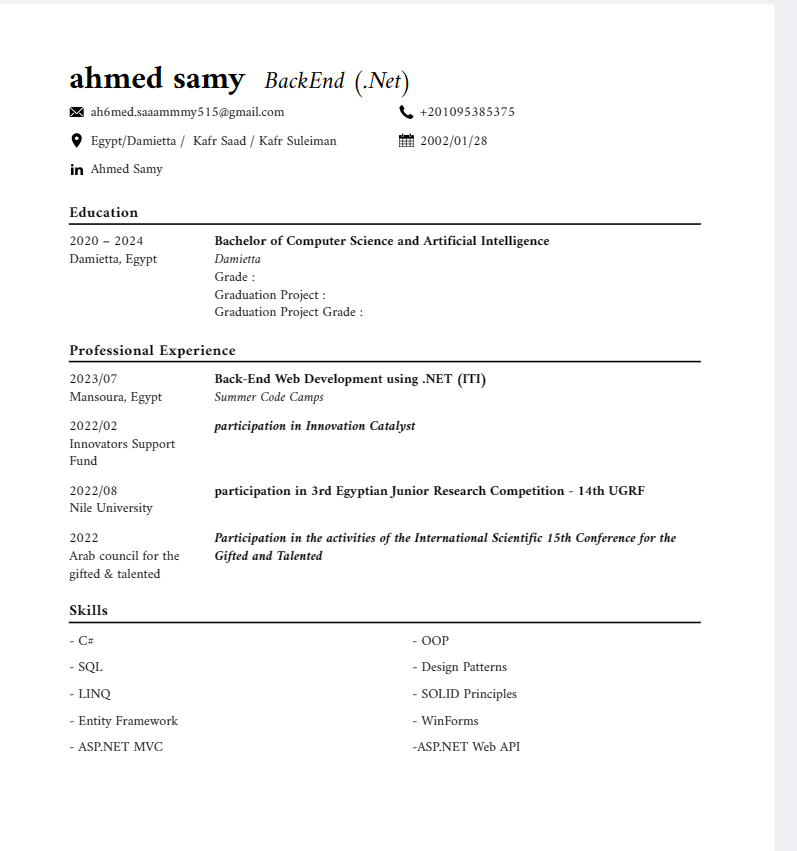 ahmed samy BackEnd (.Net)
ah6med.saaammmy515@gmail.com +201095385375
Egypt/Damietta / Kafr Saad / Kafr Suleiman 2002/01/28
Ahmed Samy
Education
2020 – 2024 Bachelor of Computer Science and Artificial Intelligence
Damietta, Egypt Damietta
Grade :
Graduation Project :
Graduation Project Grade :
Professional Experience
2023/07 Back-End Web Development using .NET (ITI)
Mansoura, Egypt Summer Code Camps
2022/02 participation in Innovation Catalyst
Innovators Support
Fund
2022/08 participation in 3rd Egyptian Junior Research Competition - 14th UGRF
Nile University
2022 Participation in the activities of the International Scientific 15th Conference for the
Arab council for the Gifted and Talented
gifted & talented
Skills
- C# - OOP
- SQL - Design Patterns
- LINQ - SOLID Principles
- Entity Framework - WinForms
- ASP.NET MVC -ASP.NET Web API